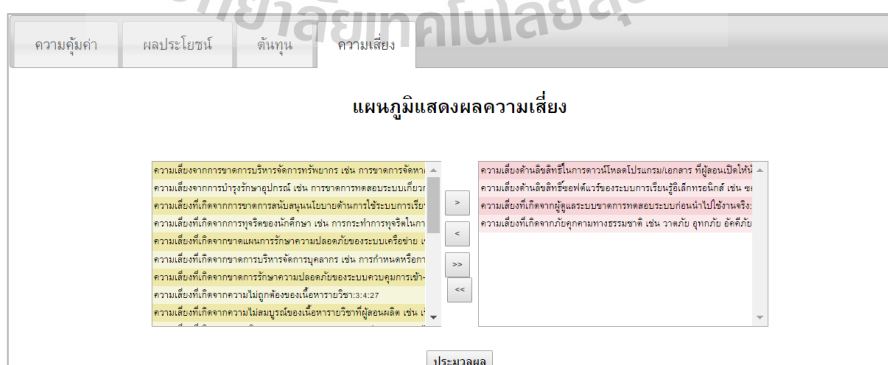 ความคุ้มค่า
ผลประโยชน์
ต้นทุน
ความเสี่ยง
แผนภูมิแสดงผลความเสี่ยง
ความเสี่ยงจากการขาดการบริหารจัดการทรัพยากร เช่น การขาดการจัดหา
ความเสี่ยงจากการบำรุงรักษาอุปกรณ์ เช่น การขาดการทดสอบระบบเกี่ยวก
ความเสี่ยงที่เกิดจากการขาดการสนับสนุนนโยบายด้านการใช้ระบบการเรีย
ความเสี่ยงที่เกิดจากการทุจริตของนักศึกษา เช่น การกระทำการทุจริตในกา
ความเสี่ยงที่เกิดจากขาดแผนการรักษาความปลอดภัยของระบบเครือข่าย เ
ความเสี่ยงที่เกิดจากขาดการบริหารจัดการบุคลากร เช่น การกำหนดหรือกา
ความเสี่ยงที่เกิดจากขาดการรักษาความปลอดภัยของระบบควบคุมการเข้า-
ความเสี่ยงที่เกิดจากความไม่ถูกต้องของเนื้อหารายวิชา:3:4:27
ความเสี่ยงที่เกิดจากความไม่สมบูรณ์ของเนื้อหารายวิชาที่ผู้สอนผลิต เช่น เ
>
<
>>
<<
ความเสี่ยงด้านลิขสิทธิ์ในการดาวน์โหลดโปรแกรม/เอกสาร ที่ผู้สอนเปิดให้นั
ความเสี่ยงด้านลิขสิทธิ์ซอฟต์แวร์ของระบบการเรียนรู้อิเล็กทรอนิกส์ เช่น ซอ
ความเสี่ยงที่เกิดจากผู้ดูแลระบบขาดการทดสอบระบบก่อนนำไปใช้งานจริง:
ความเสี่ยงที่เกิดจากภัยคุกคามทางธรรมชาติ เช่น วาตภัย อุทกภัย อัคคีภัย
ประมวลผล